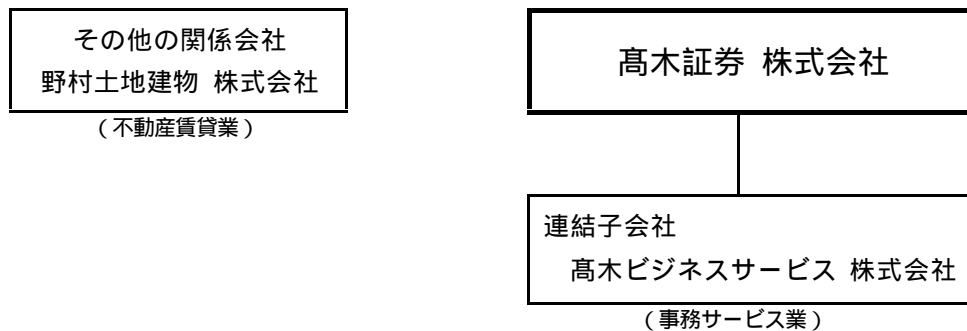 その他の関係会社
野村土地建物 株式会社
(不動産賃貸業)
髙木証券 株式会社
連結子会社
髙木ビジネスサービス 株式会社
(事務サービス業)